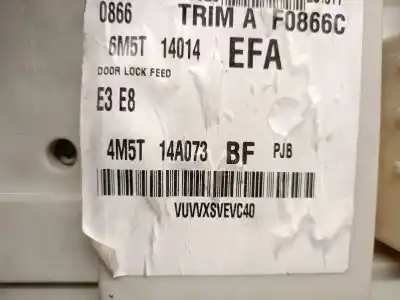 0866 TRIM A F0866C
6M5T 14014 EFA
DOOR LOCK FEED
E3 E8
4M5T 14A073 BF PJB
VUVVXSVEVC40